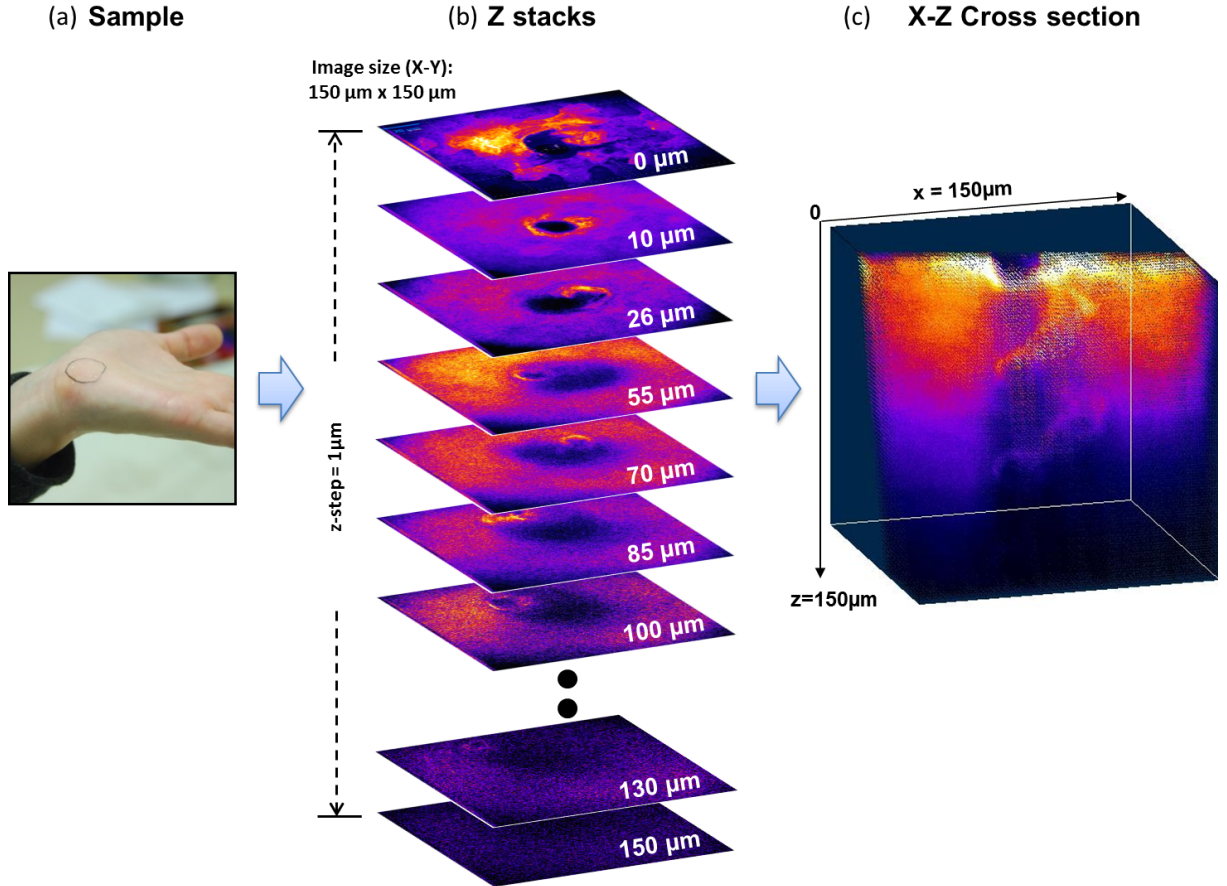 (a) Sample
(b) Z stacks
(c) X-Z Cross section
Image size (X-Y):
150 µm x 150 µm
0 µm
10 µm
26 µm
55 µm
70 µm
85 µm
100 µm
130 µm
150 µm
z-step = 1µm
0
x = 150µm
z=150µm